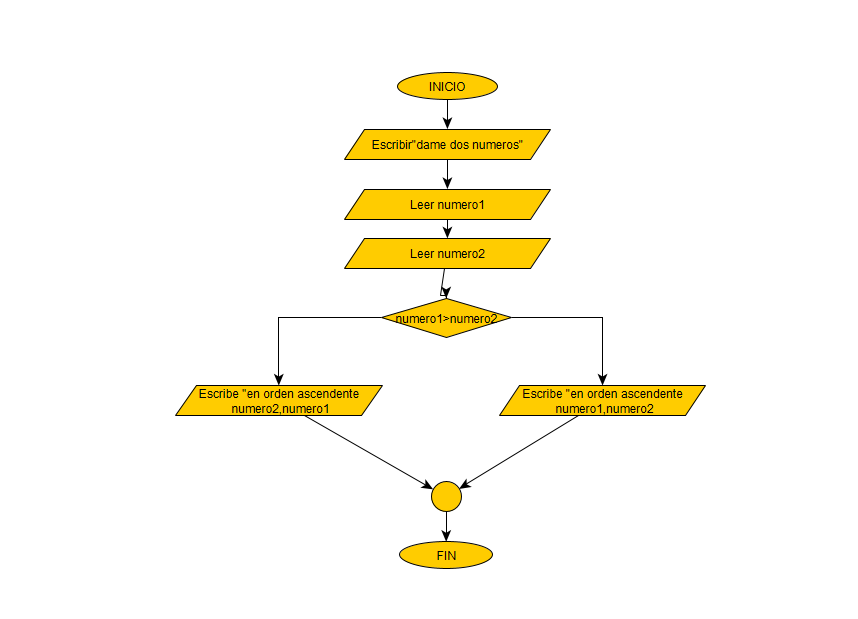 INICIO
Escribir"dame dos numeros"
Leer numero1
Leer numero2
numero1>numero2
Escribe "en orden ascendente
numero2,numero1
Escribe "en orden ascendente
numero1,numero2
FIN